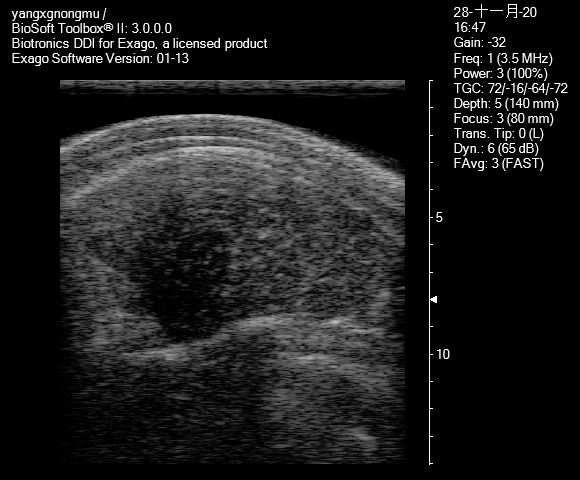 yangxgnongmu /
BioSoft Toolbox® II: 3.0.0.0
Biotronics DDI for Exago, a licensed product
Exago Software Version: 01-13
28-十一月-20
16:47
Gain: -32
Freq: 1 (3.5 MHz)
Power: 3 (100%)
TGC: 72/-16/-64/-72
Depth: 5 (140 mm)
Focus: 3 (80 mm)
Trans. Tip: 0 (L)
Dyn.: 6 (65 dB)
FAvg: 3 (FAST)
5
10